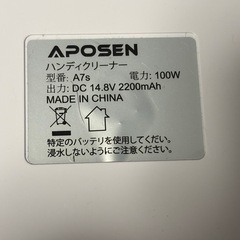 APOSEN
ハンディクリーナー
型番: A7s 電力: 100W
出力: DC 14.8V 2200mAh
MADE IN CHINA
特定のバッテリを使用してください
浸水しないようにご注意ください